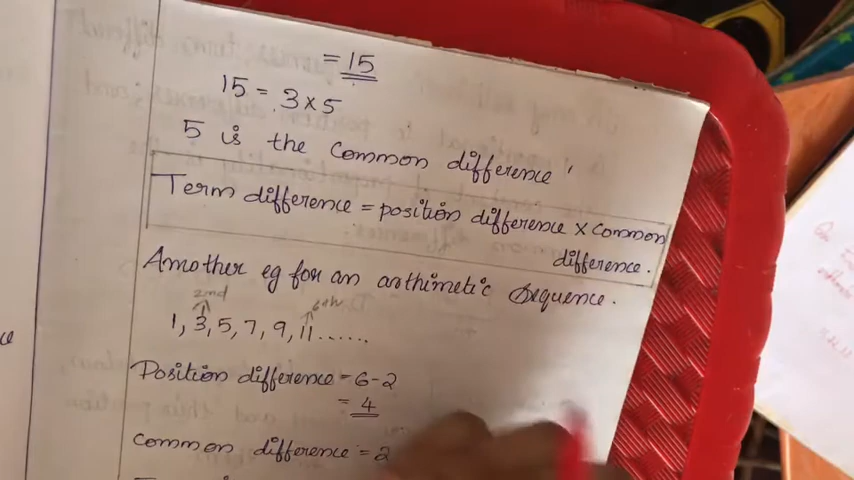 = 15
15 = 3 × 5
5 is the common difference
Term difference = position difference × common
difference.
Another eg for an arthimetic sequence.
2nd 6th
1, 3, 5, 7, 9, 11......
Position difference = 6-2
= 4
common difference = 2